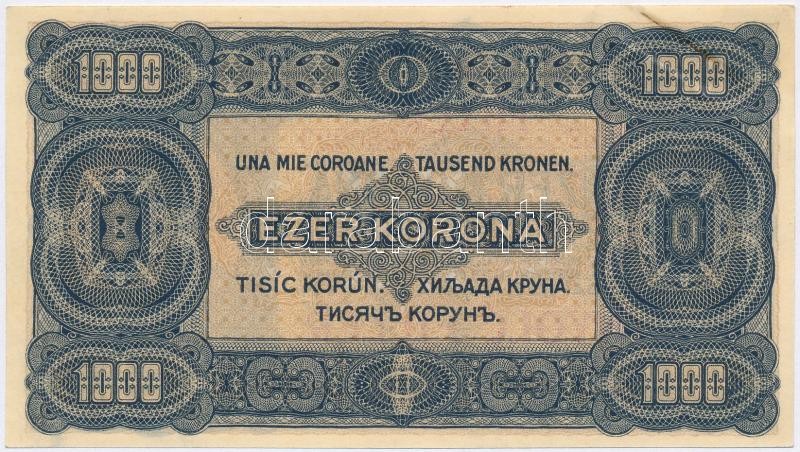 1000 1000
UNA MIE COROANE. TAUSEND KRONEN.
EZER KORONA
TISÍC KORÚN. ХИЉАДА КРУНА.
ТИСЯЧЪ КОРУНЪ.
1000 1000